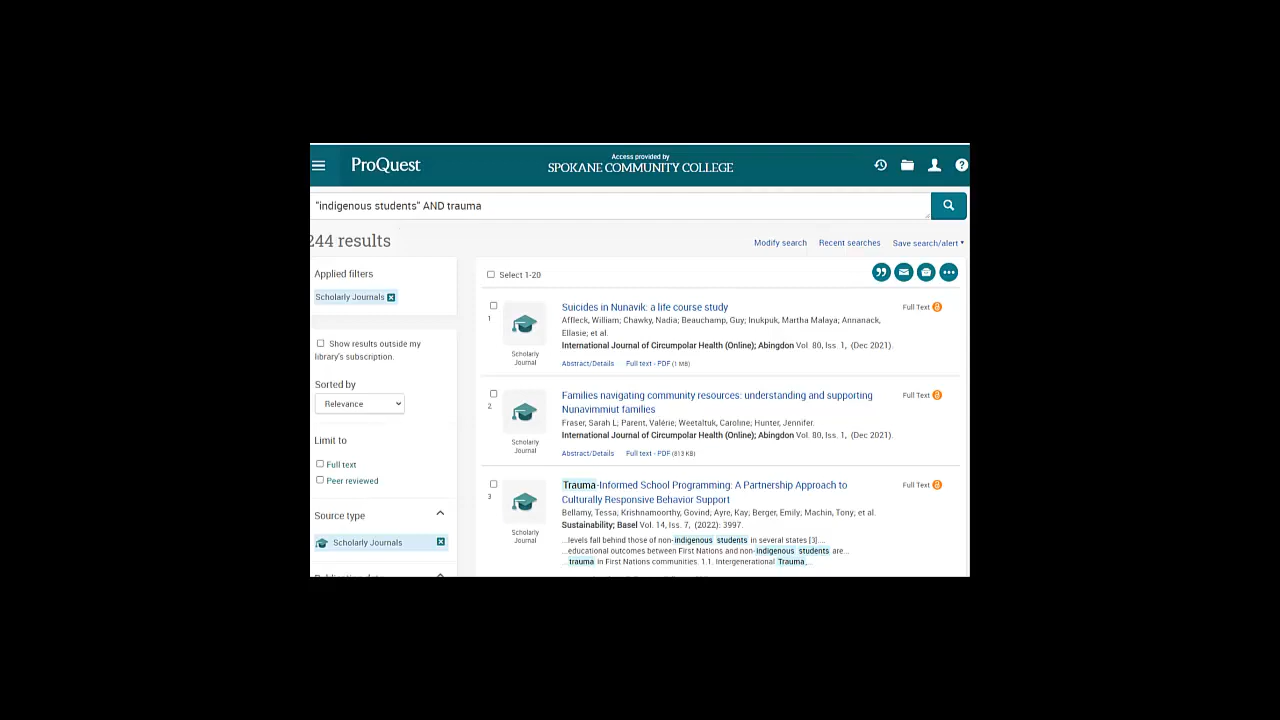 ProQuest
Access provided by
SPOKANE COMMUNITY COLLEGE
"indigenous students" AND trauma
244 results
Modify search
Recent searches
Save search/alert
Applied filters
Scholarly Journals
Show results outside my
library's subscription.
Sorted by
Relevance
Limit to
Full text
Peer reviewed
Source type
Scholarly Journals
Select 1-20
1
Scholarly
Journal
Suicides in Nunavik: a life course study
Affleck, William; Chawky, Nadia; Beauchamp, Guy; Inukpuk, Martha Malaya; Annanack,
Ellasie; et al.
International Journal of Circumpolar Health (Online); Abingdon Vol. 80, Iss. 1, (Dec 2021).
Abstract/Details Full text - PDF (1 MB)
Full Text
2
Scholarly
Journal
Families navigating community resources: understanding and supporting
Nunavimmiut families
Fraser, Sarah L; Parent, Valérie; Weetaltuk, Caroline; Hunter, Jennifer.
International Journal of Circumpolar Health (Online); Abingdon Vol. 80, Iss. 1, (Dec 2021).
Abstract/Details Full text - PDF (813 KB)
Full Text
3
Scholarly
Journal
Trauma-Informed School Programming: A Partnership Approach to
Culturally Responsive Behavior Support
Bellamy, Tessa; Krishnamoorthy, Govind; Ayre, Kay; Berger, Emily; Machin, Tony; et al.
Sustainability; Basel Vol. 14, Iss. 7, (2022): 3997.
...levels fall behind those of non-indigenous students in several states [3]....
...educational outcomes between First Nations and non-indigenous students are...
...trauma in First Nations communities. 1.1. Intergenerational Trauma,...
Full Text